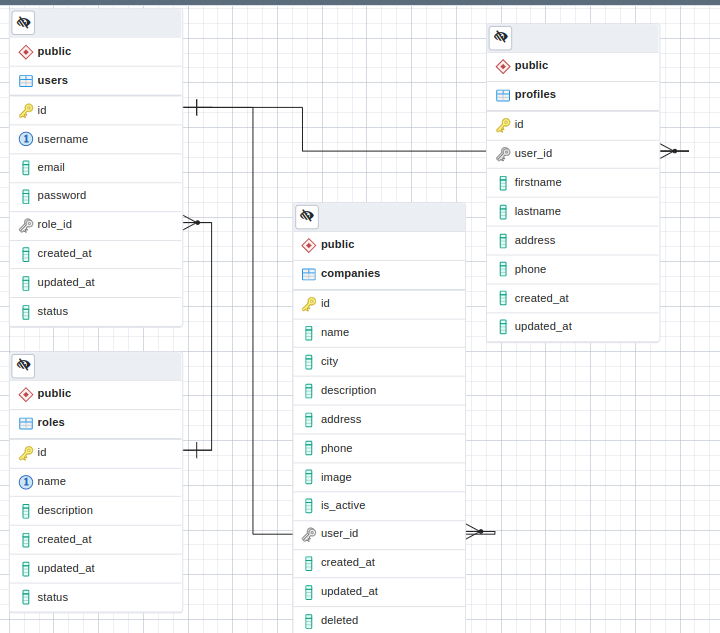 public
users
id
1 username
email
password
role_id
created_at
updated_at
status
public
roles
id
1 name
description
created_at
updated_at
status
public
companies
id
name
city
description
address
phone
image
is_active
user_id
created_at
updated_at
deleted
public
profiles
id
user_id
firstname
lastname
address
phone
created_at
updated_at